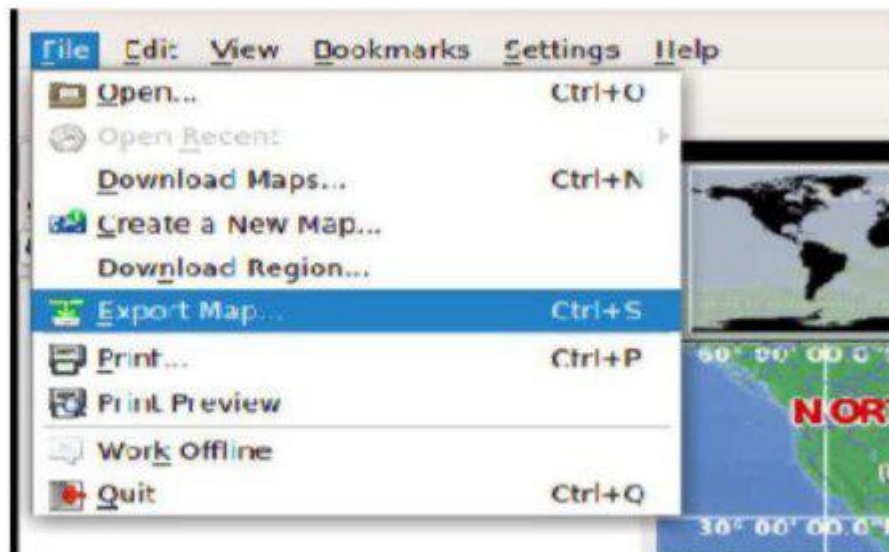 File Edit View Bookmarks Settings Help
Open... Ctrl+O
Open Recent
Download Maps... Ctrl+N
Create a New Map...
Download Region...
Export Map... Ctrl+S
Print... Ctrl+P
Print Preview
Work Offline
Quit Ctrl+Q
60° 00' 00.0"
NORT
30° 00' 00.0"